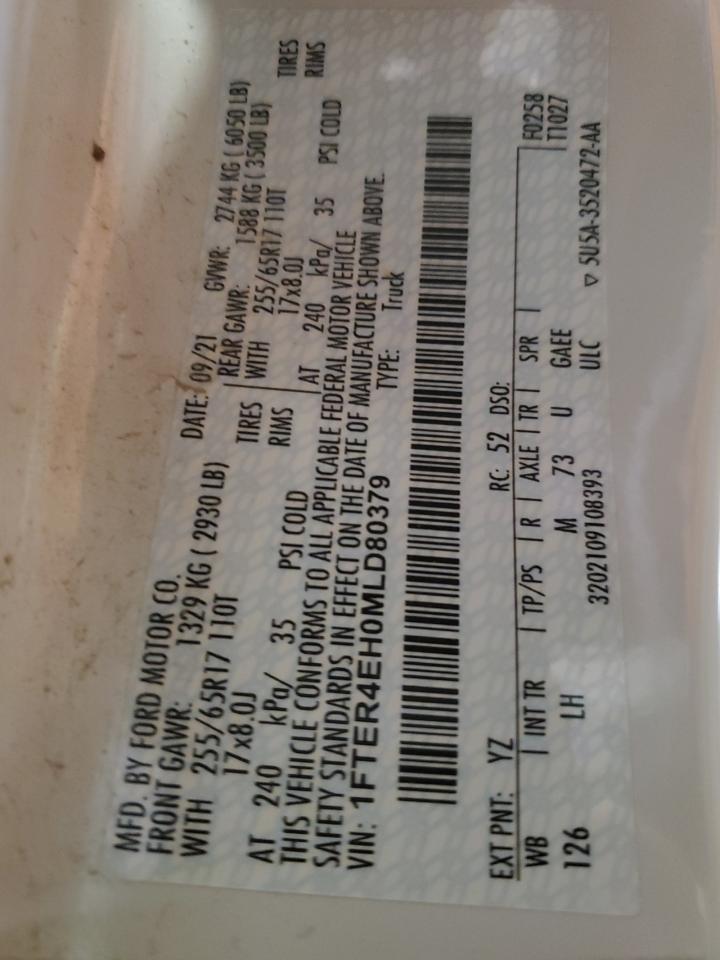 MFD. BY FORD MOTOR CO. DATE: 09/21 GVWR: 2744 KG ( 6050 LB)
FRONT GAWR: 1329 KG ( 2930 LB) REAR GAWR: 1588 KG ( 3500 LB)
WITH 255/65R17 110T TIRES WITH 255/65R17 110T TIRES
17x8.0J RIMS 17x8.0J RIMS
AT 240 kPa/ 35 PSI COLD AT 240 kPa/ 35 PSI COLD
THIS VEHICLE CONFORMS TO ALL APPLICABLE FEDERAL MOTOR VEHICLE
SAFETY STANDARDS IN EFFECT ON THE DATE OF MANUFACTURE SHOWN ABOVE.
VIN: 1FTER4EH0MLD80379 TYPE: Truck
EXT PNT: YZ RC: 52 DSO:
WB INT TR TP/PS R AXLE TR SPR F0258
T1027
126 LH M 73 U GAEE
3202109108393 ULC ▽ 5U5A-3520472-AA